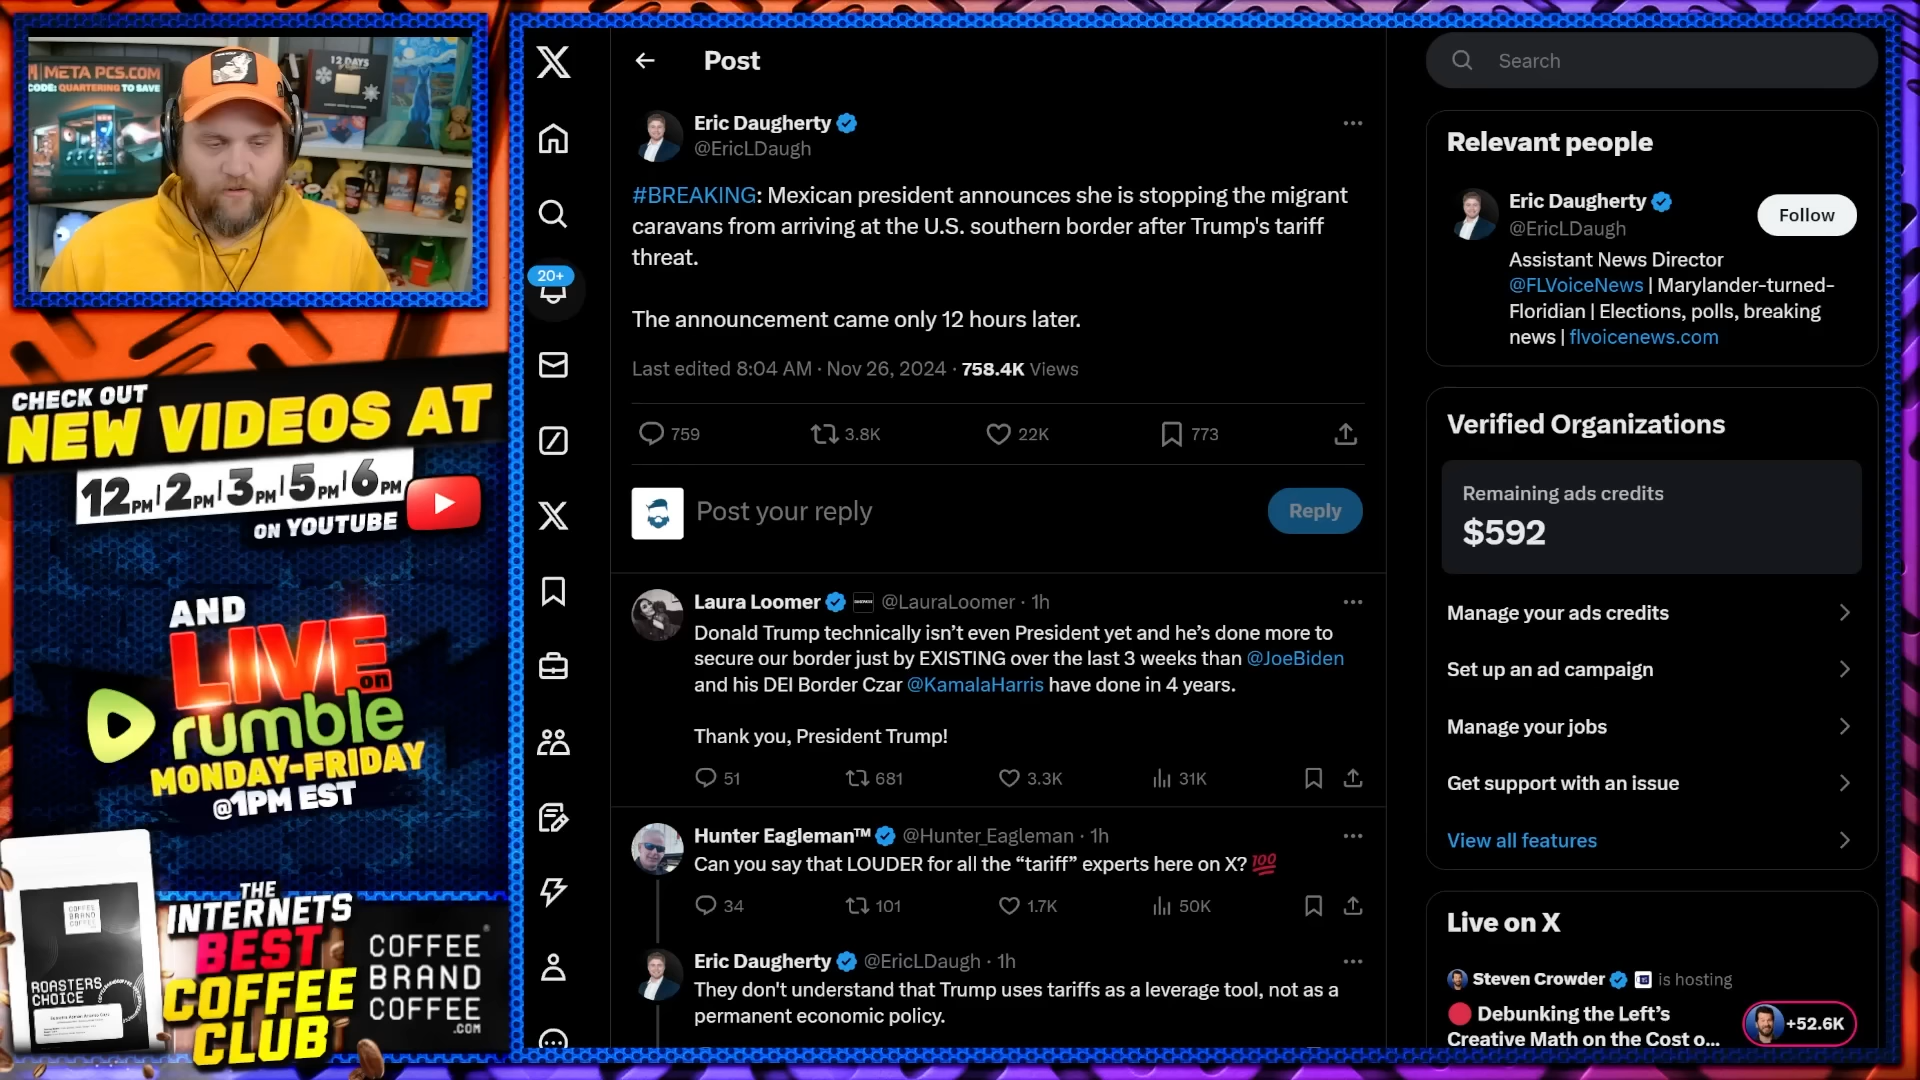 META PCS.COM
CODE: QUARTERING TO SAVE
12 DAYS
CHECK OUT
NEW VIDEOS AT
12PM | 2PM | 3PM | 5PM | 6PM
ON YOUTUBE
AND
LIVE on
rumble
MONDAY-FRIDAY
@1PM EST
COFFEE
BRAND
COFFEE
ROASTERS
CHOICE
THE
INTERNETS
BEST
COFFEE
CLUB
COFFEE
BRAND
COFFEE
.COM
20+
Post
Eric Daugherty
@EricLDaugh
#BREAKING: Mexican president announces she is stopping the migrant
caravans from arriving at the U.S. southern border after Trump's tariff
threat.
The announcement came only 12 hours later.
Last edited 8:04 AM · Nov 26, 2024 · 758.4K Views
759 3.8K 22K 773
Post your reply
Reply
Laura Loomer @LauraLoomer · 1h
Donald Trump technically isn’t even President yet and he’s done more to
secure our border just by EXISTING over the last 3 weeks than @JoeBiden
and his DEI Border Czar @KamalaHarris have done in 4 years.
Thank you, President Trump!
51 681 3.3K 31K
Hunter Eagleman™ @Hunter_Eagleman · 1h
Can you say that LOUDER for all the “tariff” experts here on X? 💯
34 101 1.7K 50K
Eric Daugherty @EricLDaugh · 1h
They don't understand that Trump uses tariffs as a leverage tool, not as a
permanent economic policy.
Search
Relevant people
Eric Daugherty
@EricLDaugh
Follow
Assistant News Director
@FLVoiceNews | Marylander-turned-
Floridian | Elections, polls, breaking
news | flvoicenews.com
Verified Organizations
Remaining ads credits
$592
Manage your ads credits
Set up an ad campaign
Manage your jobs
Get support with an issue
View all features
Live on X
Steven Crowder is hosting
🔴 Debunking the Left’s
Creative Math on the Cost o...
+52.6K